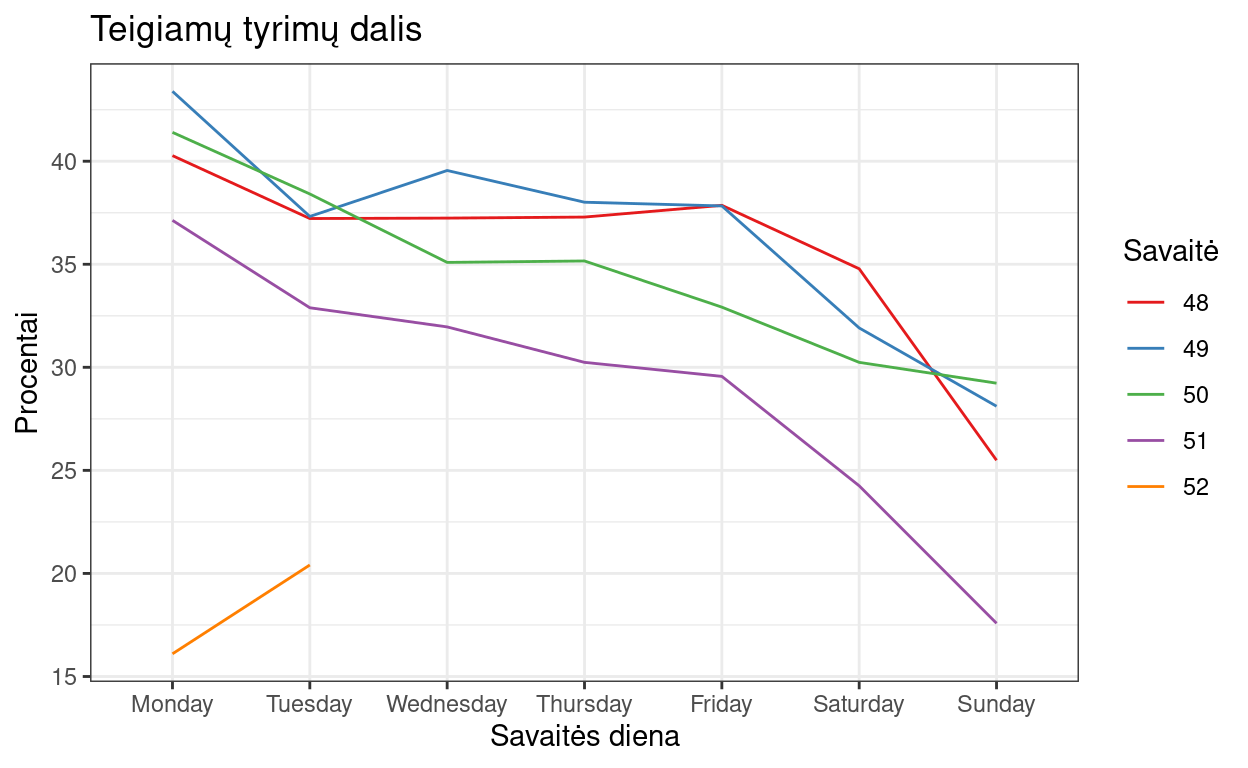 Teigiamų tyrimų dalis
Procentai
40
35
30
25
20
15
Monday Tuesday Wednesday Thursday Friday Saturday Sunday
Savaitės diena
Savaitė
48
49
50
51
52